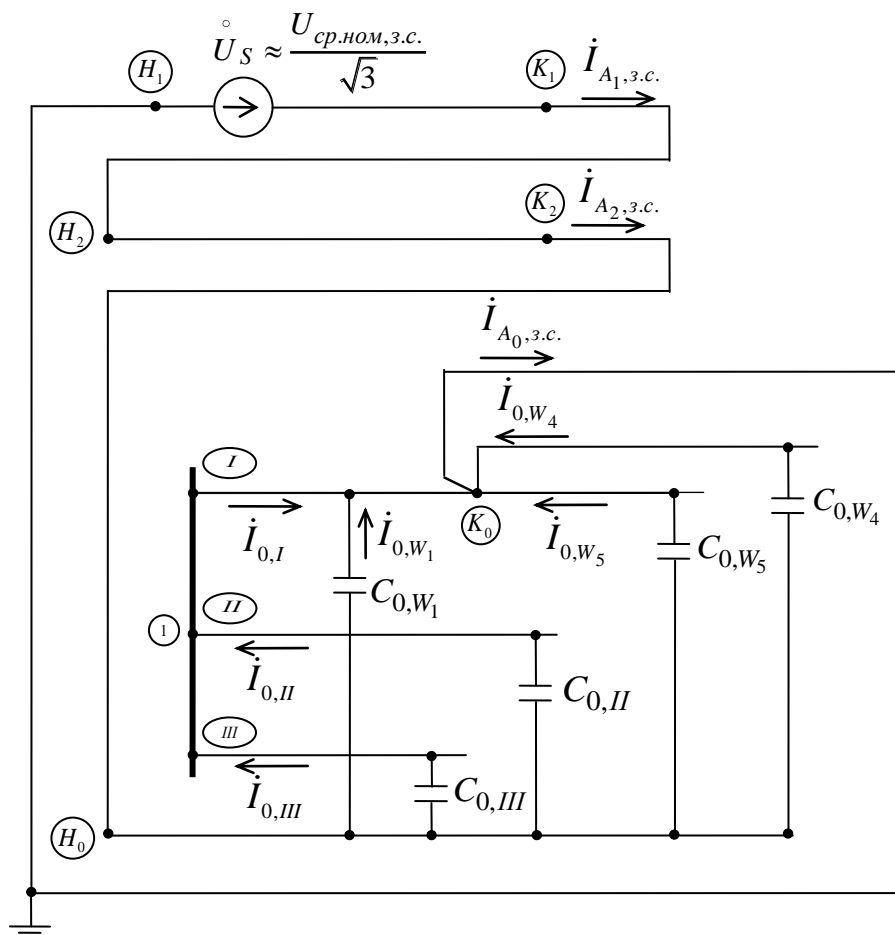 U̇_S ≈ U_ср.ном,з.с. / √3
H₁
K₁
İ_A₁,з.с.
H₂
K₂
İ_A₂,з.с.
İ_A₀,з.с.
İ_0,W₄
I
İ_0,I
İ_0,W₁
K₀
İ_0,W₅
C_0,W₄
C_0,W₅
C_0,W₁
II
1
İ_0,II
C_0,II
III
İ_0,III
C_0,III
H₀